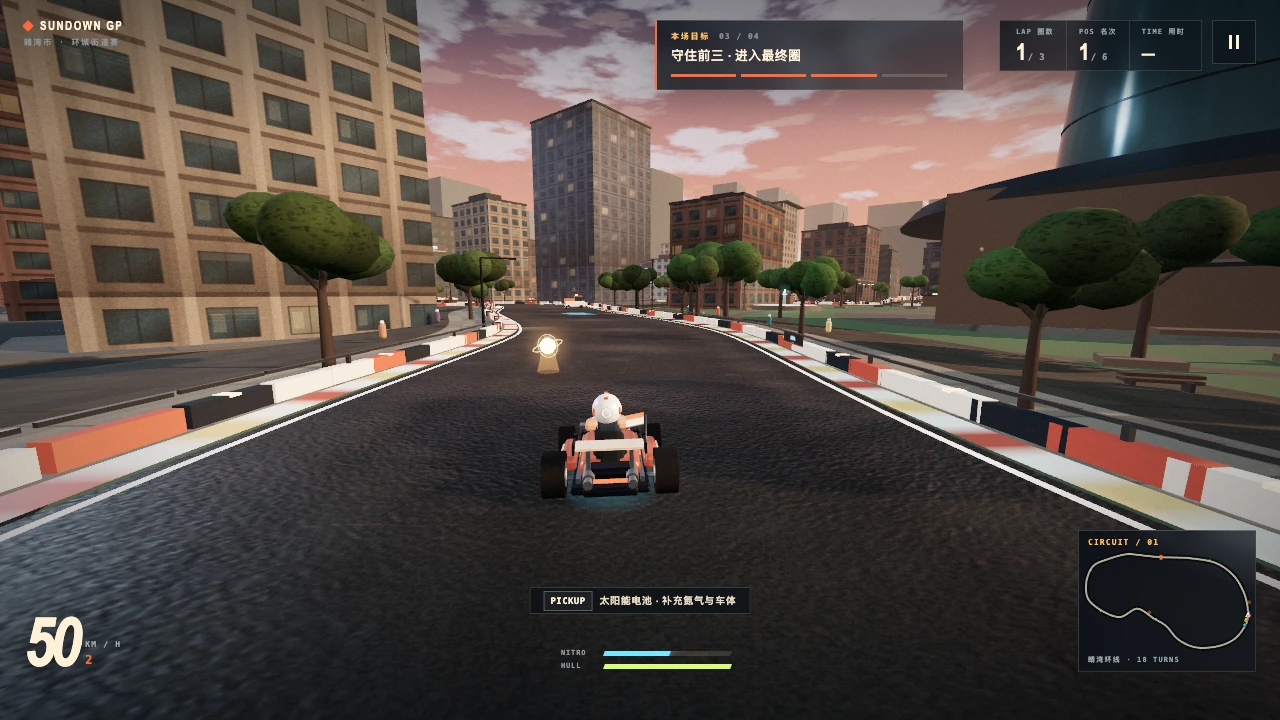 SUNDOWN GP
晴湾市 · 环城街道赛
本场目标 03 / 04
守住前三 · 进入最终圈
LAP 圈数
1 / 3
POS 名次
1 / 6
TIME 用时
—
CIRCUIT / 01
晴湾环线 · 18 TURNS
PICKUP 太阳能电池 · 补充氮气与车体
50 KM / H
2
NITRO
HULL